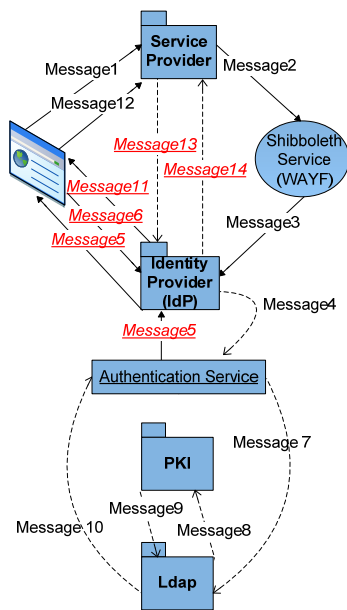 Service
Provider
Message1
Message2
Message12
Message13
Shibboleth
Service
(WAYF)
Message14
Message11
Message6
Message3
Message5
Identity
Provider
(IdP)
Message4
Message5
Authentication Service
Message 7
PKI
Message9
Message 10
Message8
Ldap